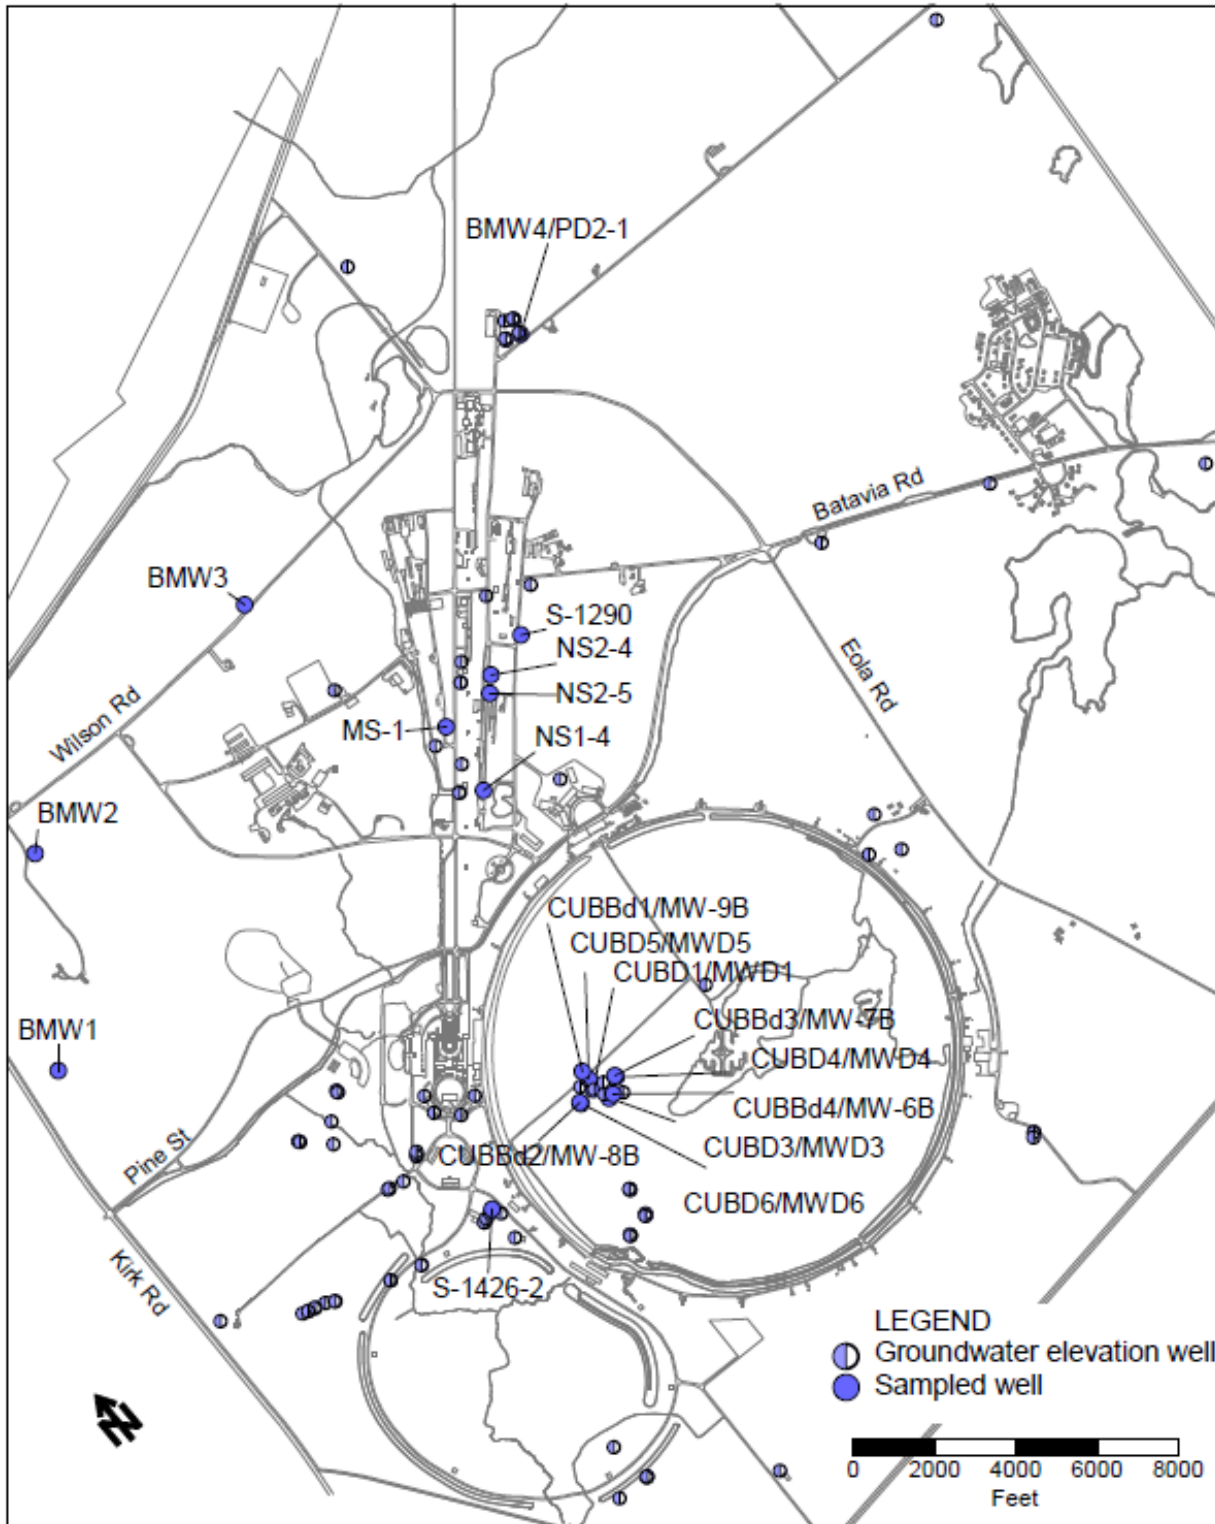 BMW4/PD2-1
Batavia Rd
BMW3
S-1290
NS2-4
Eola Rd
NS2-5
Wilson Rd
MS-1
NS1-4
BMW2
CUBBd1/MW-9B
CUBD5/MWD5
CUBD1/MWD1
CUBBd3/MW-7B
BMW1
CUBD4/MWD4
CUBBd4/MW-6B
Pine St
CUBBd2/MW-8B
CUBD3/MWD3
CUBD6/MWD6
Kirk Rd
S-1426-2
LEGEND
Groundwater elevation well
Sampled well
N
0 2000 4000 6000 8000
Feet